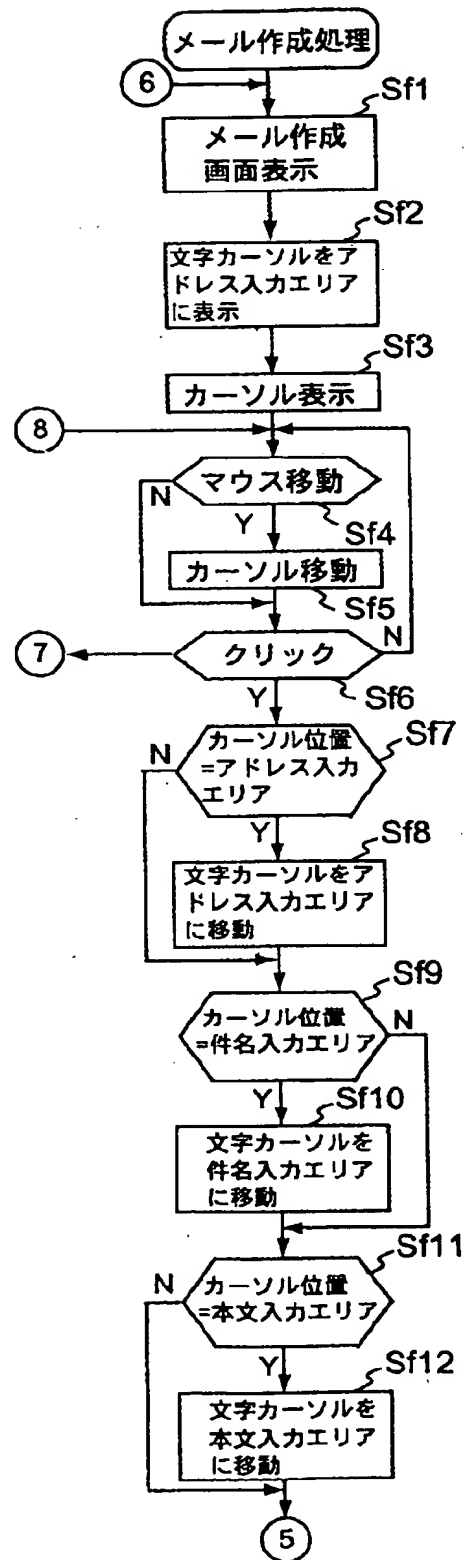 メール作成処理
6
Sf1
メール作成
画面表示
Sf2
文字カーソルをア
ドレス入力エリア
に表示
Sf3
カーソル表示
8
N
マウス移動
Y
Sf4
カーソル移動
Sf5
7
クリック
N
Y
Sf6
Sf7
N
カーソル位置
=アドレス入力
エリア
Y
Sf8
文字カーソルをア
ドレス入力エリア
に移動
Sf9
カーソル位置
=件名入力エリア
N
Y
Sf10
文字カーソルを
件名入力エリア
に移動
Sf11
N
カーソル位置
=本文入力エリア
Y
Sf12
文字カーソルを
本文入力エリア
に移動
5